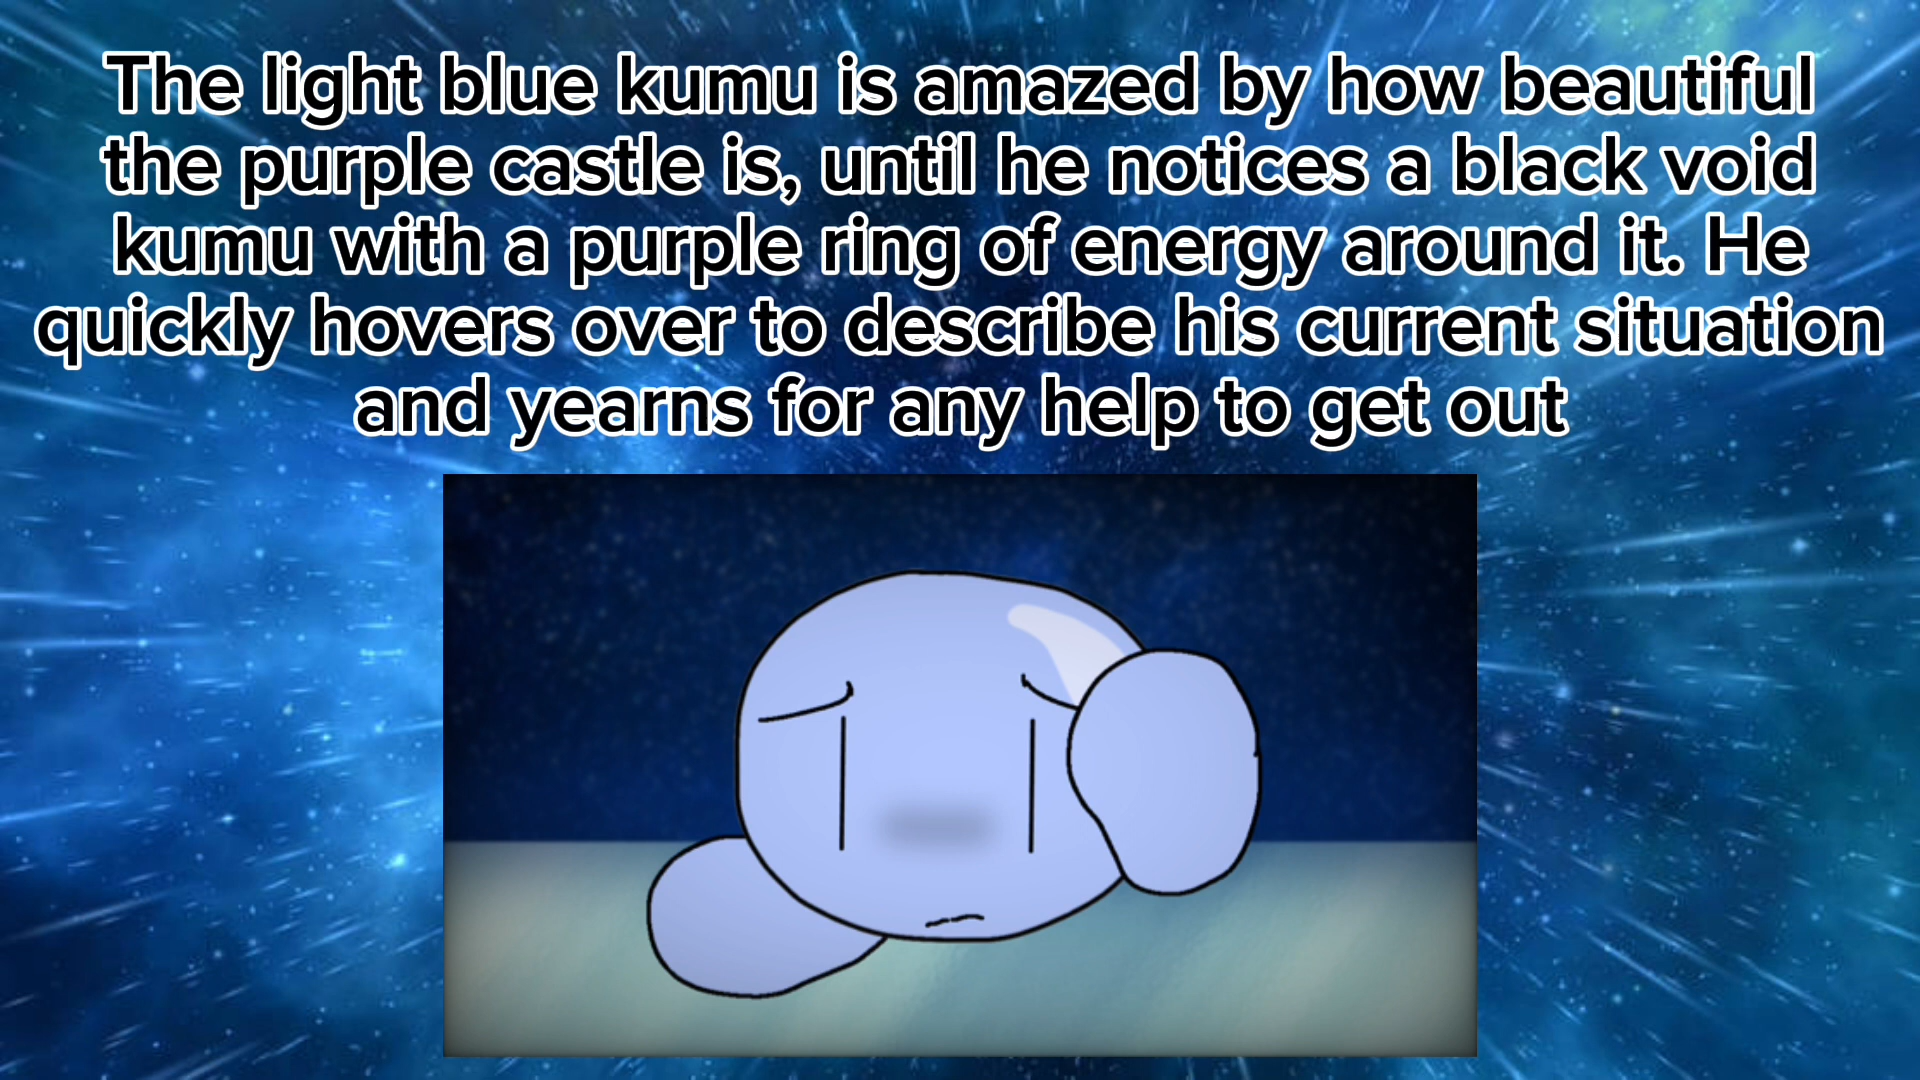 The light blue kumu is amazed by how beautiful
the purple castle is, until he notices a black void
kumu with a purple ring of energy around it. He
quickly hovers over to describe his current situation
and yearns for any help to get out